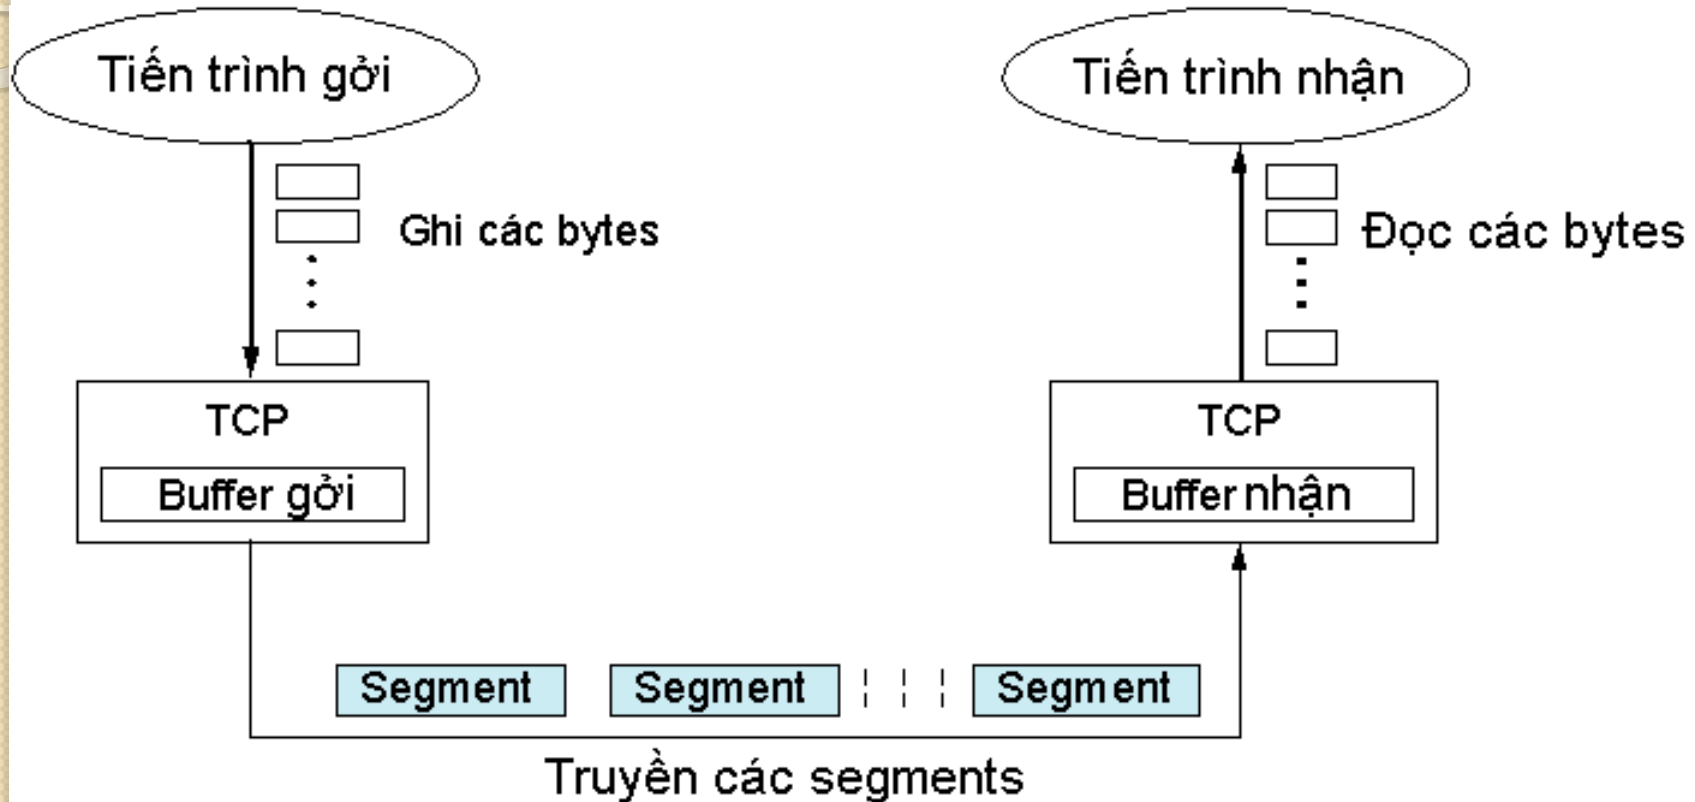 Tiến trình gởi
Tiến trình nhận
Ghi các bytes
Đọc các bytes
TCP
TCP
Buffer gởi
Buffer nhận
Segment
Segment
Segment
Truyền các segments